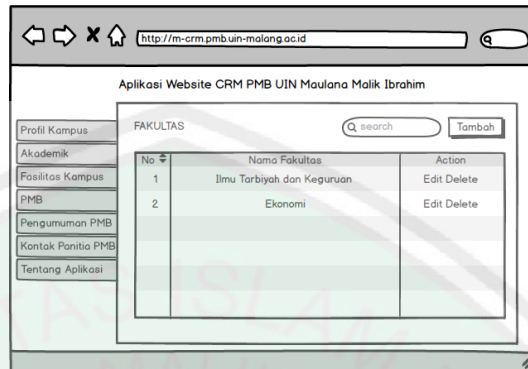 http://m-crm.pmb.uin-malang.ac.id
Aplikasi Website CRM PMB UIN Maulana Malik Ibrahim
Profil Kampus
Akademik
Fasilitas Kampus
PMB
Pengumuman PMB
Kontak Panitia PMB
Tentang Aplikasi
FAKULTAS
search
Tambah
No Nama Fakultas Action
1 Ilmu Tarbiyah dan Keguruan Edit Delete
2 Ekonomi Edit Delete